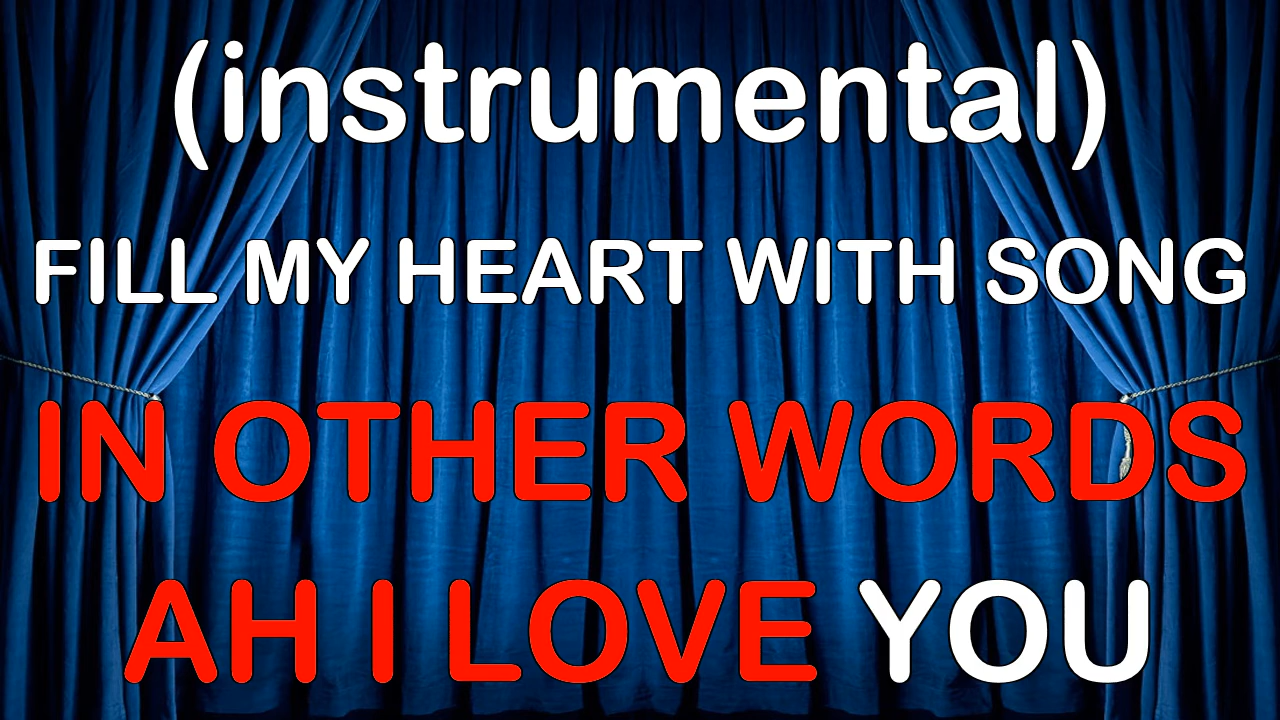 (instrumental)
FILL MY HEART WITH SONG
IN OTHER WORDS
AH I LOVE YOU